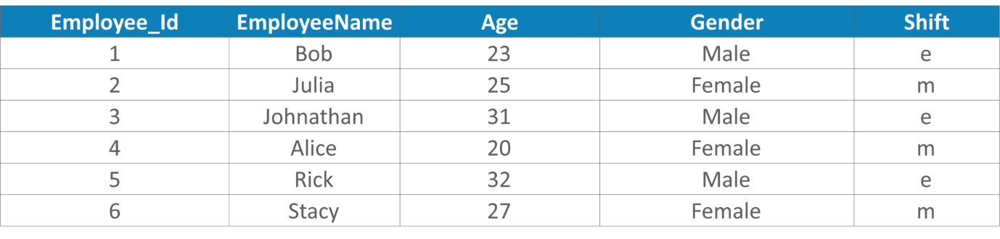 Employee_Id EmployeeName Age Gender Shift
1 Bob 23 Male e
2 Julia 25 Female m
3 Johnathan 31 Male e
4 Alice 20 Female m
5 Rick 32 Male e
6 Stacy 27 Female m